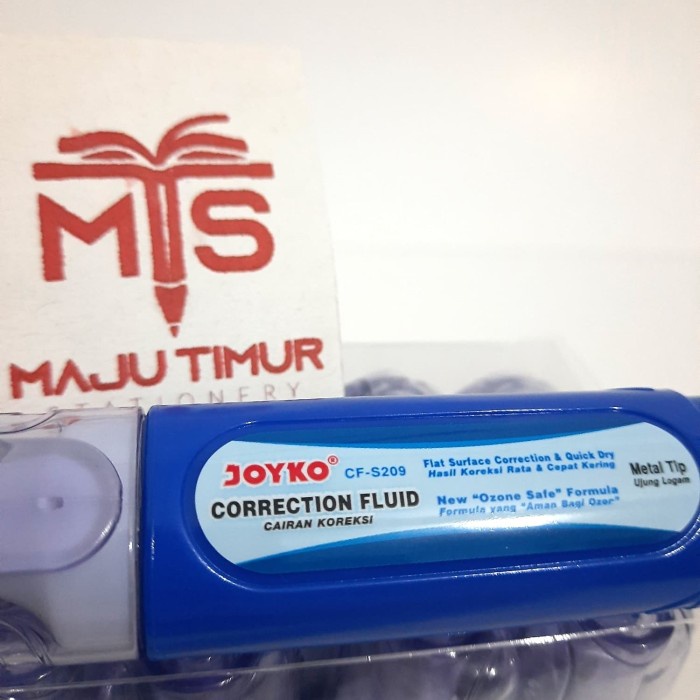 MTS
MAJU TIMUR
STATIONERY
JOYKO® CF-S209
CORRECTION FLUID
CAIRAN KOREKSI
Flat Surface Correction & Quick Dry
Hasil Koreksi Rata & Cepat Kering
New "Ozone Safe" Formula
Formula yang "Aman Bagi Ozon"
Metal Tip
Ujung Logam